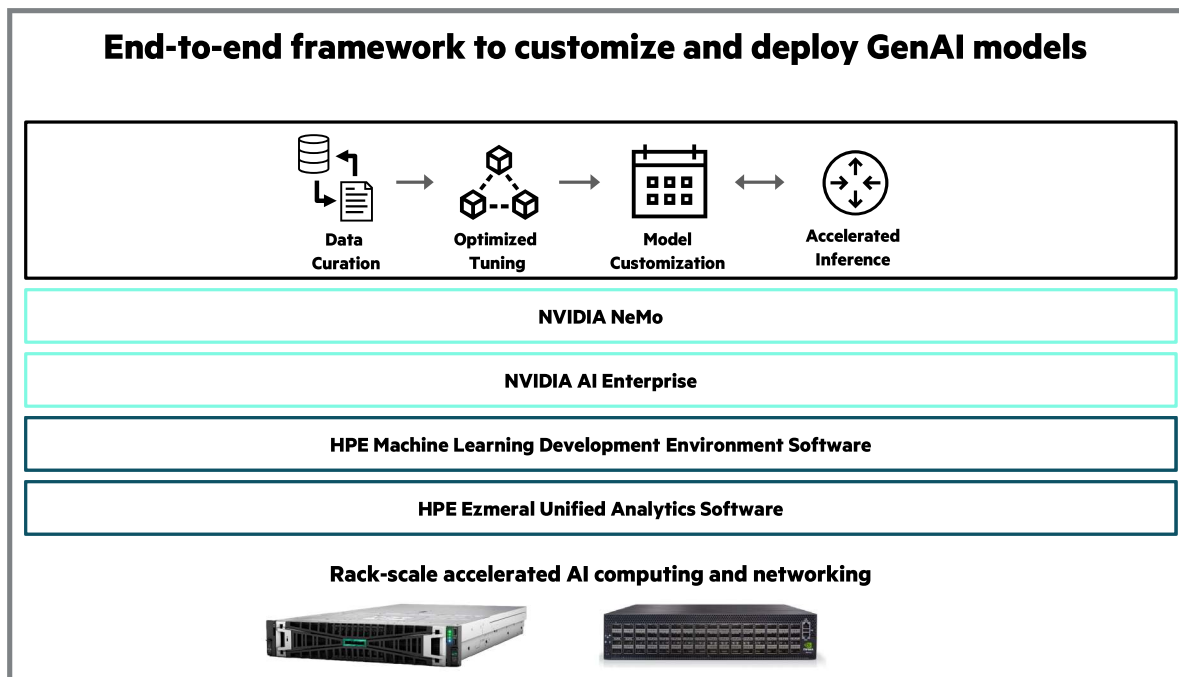 End-to-end framework to customize and deploy GenAI models
Data
Curation
Optimized
Tuning
Model
Customization
Accelerated
Inference
NVIDIA NeMo
NVIDIA AI Enterprise
HPE Machine Learning Development Environment Software
HPE Ezmeral Unified Analytics Software
Rack-scale accelerated AI computing and networking